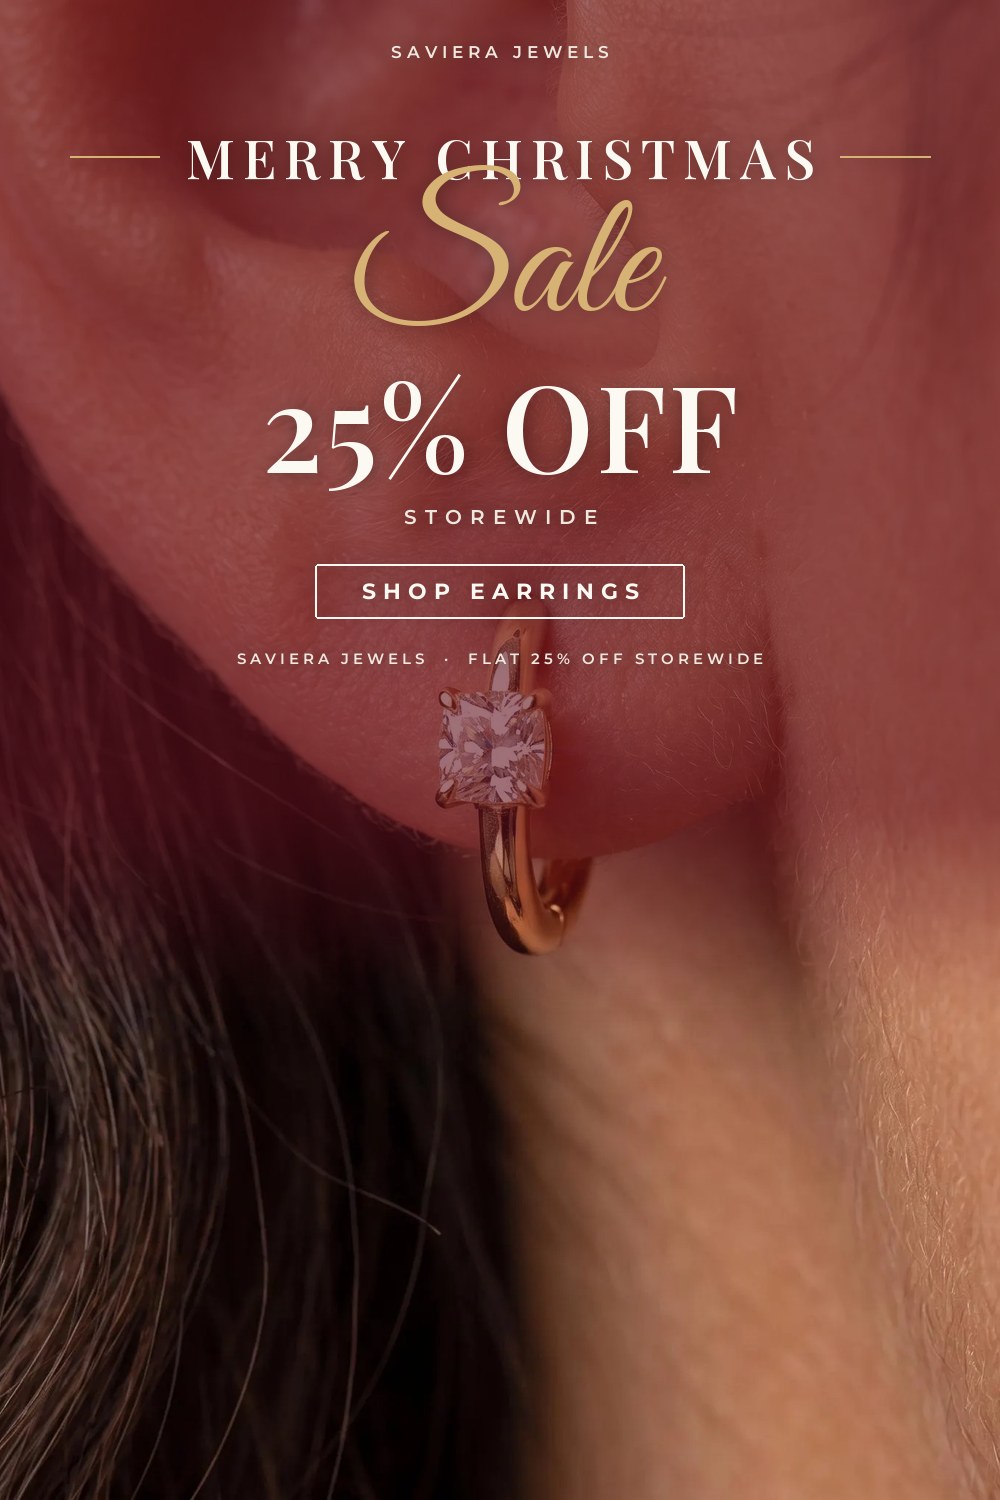 SAVIERA JEWELS
MERRY CHRISTMAS
Sale
25% OFF
STOREWIDE
SHOP EARRINGS
SAVIERA JEWELS · FLAT 25% OFF STOREWIDE